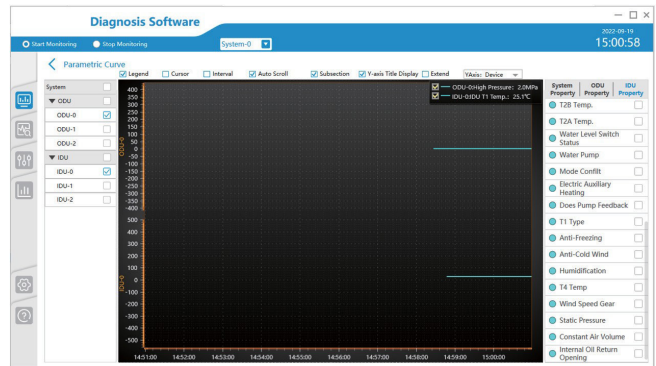 Diagnosis Software
2022-09-19
15:00:58
Start Monitoring
Stop Monitoring
System-0
Parametric Curve
Legend
Cursor
Interval
Auto Scroll
Subsection
Y-axis Title Display
Extend
YAxis: Device
System
ODU
ODU-0
ODU-1
ODU-2
IDU
IDU-0
IDU-1
IDU-2
ODU-0:High Pressure: 2.0MPa
IDU-0:IDU T1 Temp.: 25.1℃
ODU-0
400
350
300
250
200
150
100
50
0
-50
-100
-150
-200
-250
-300
-350
-400
IDU-0
500
400
300
200
100
0
-100
-200
-300
-400
-500
14:51:00 14:52:00 14:53:00 14:54:00 14:55:00 14:56:00 14:57:00 14:58:00 14:59:00 15:00:00
System Property
ODU Property
IDU Property
T2B Temp.
T2A Temp.
Water Level Switch
Status
Water Pump
Mode Confilt
Electric Auxiliary
Heating
Does Pump Feedback
T1 Type
Anti-Freezing
Anti-Cold Wind
Humidification
T4 Temp
Wind Speed Gear
Static Pressure
Constant Air Volume
Internal Oil Return
Opening